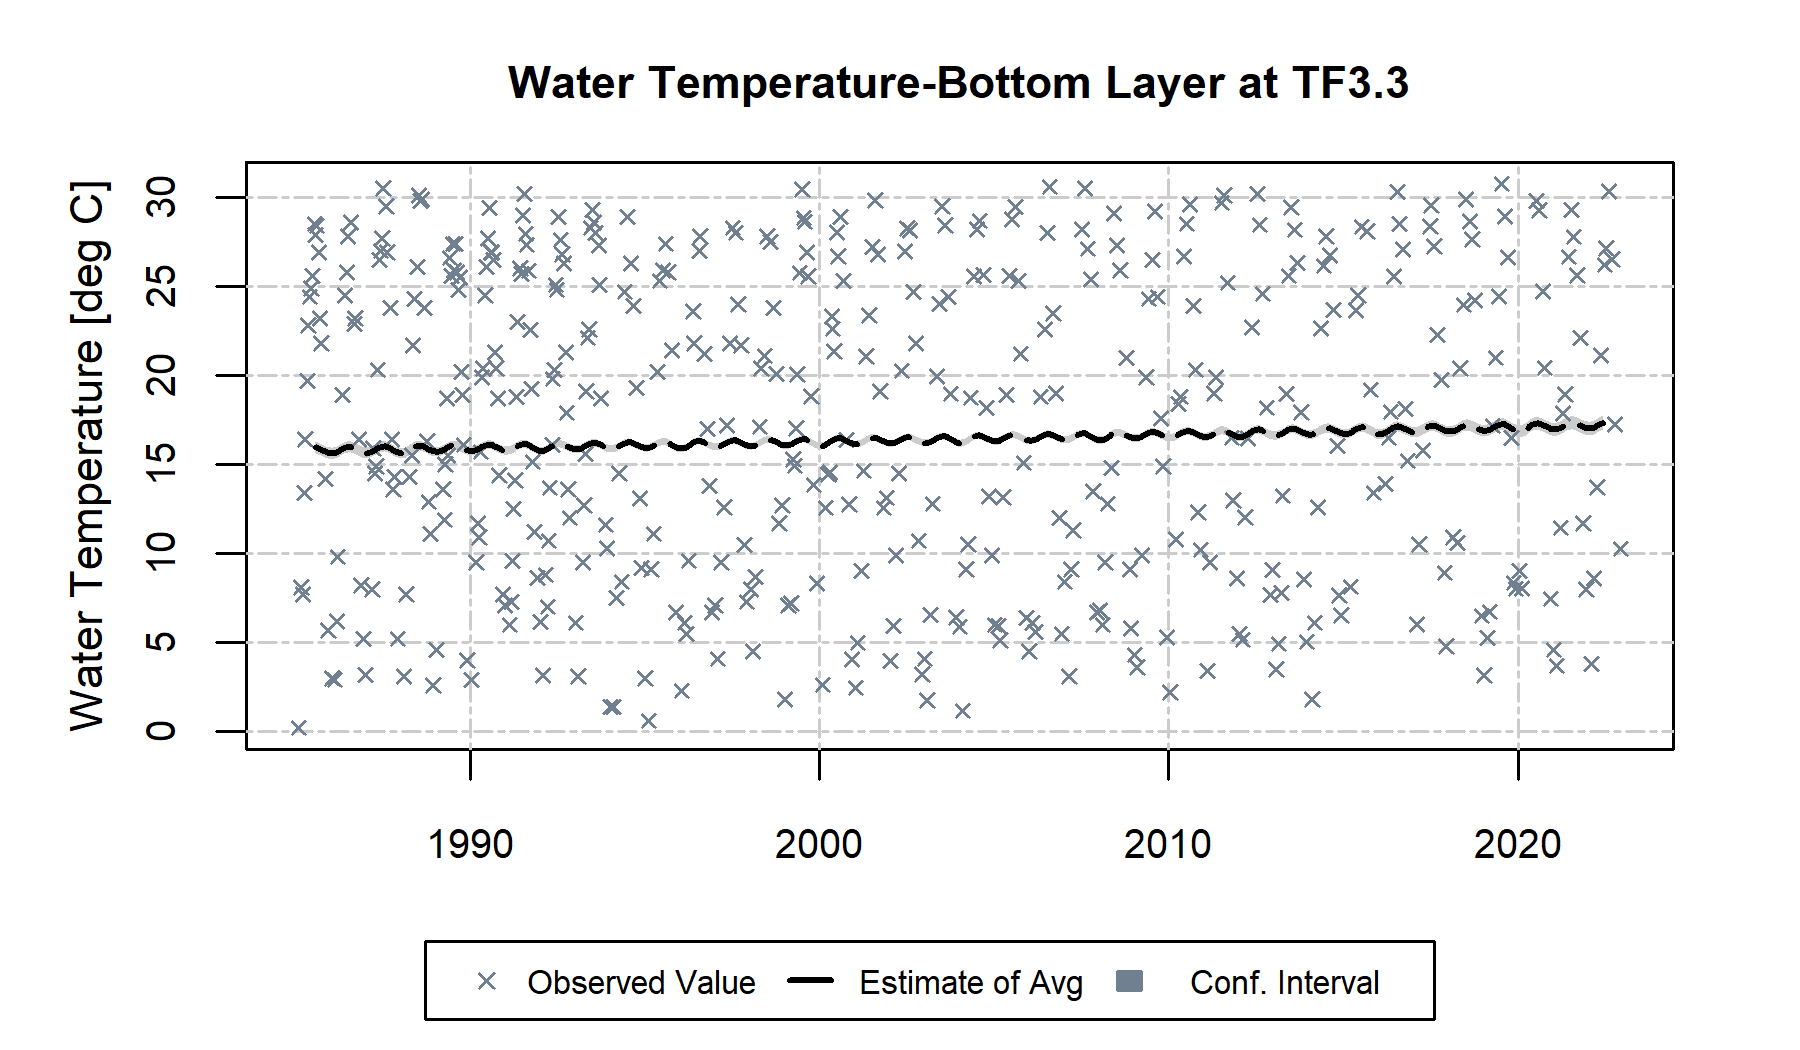 Water Temperature-Bottom Layer at TF3.3
Water Temperature [deg C]
30
25
20
15
10
5
0
1990 2000 2010 2020
Observed Value Estimate of Avg Conf. Interval